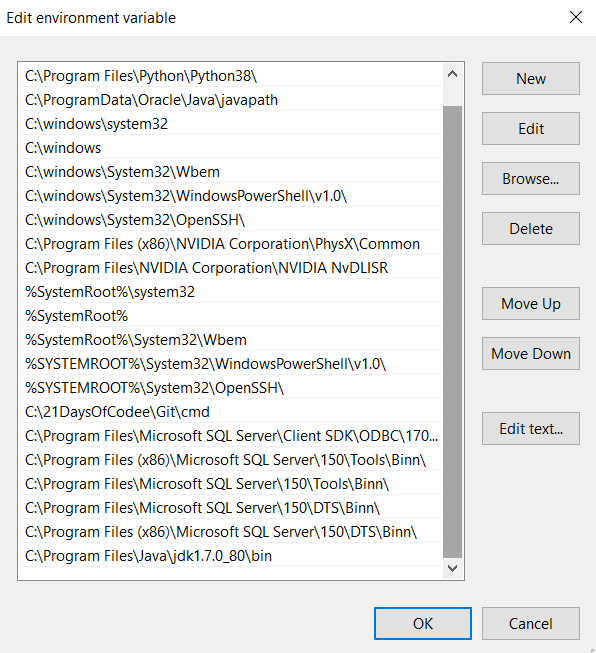 Edit environment variable
C:\Program Files\Python\Python38\
C:\ProgramData\Oracle\Java\javapath
C:\windows\system32
C:\windows
C:\windows\System32\Wbem
C:\windows\System32\WindowsPowerShell\v1.0\
C:\windows\System32\OpenSSH\
C:\Program Files (x86)\NVIDIA Corporation\PhysX\Common
C:\Program Files\NVIDIA Corporation\NVIDIA NvDLISR
%SystemRoot%\system32
%SystemRoot%
%SystemRoot%\System32\Wbem
%SYSTEMROOT%\System32\WindowsPowerShell\v1.0\
%SYSTEMROOT%\System32\OpenSSH\
C:\21DaysOfCodee\Git\cmd
C:\Program Files\Microsoft SQL Server\Client SDK\ODBC\170...
C:\Program Files (x86)\Microsoft SQL Server\150\Tools\Binn\
C:\Program Files\Microsoft SQL Server\150\Tools\Binn\
C:\Program Files\Microsoft SQL Server\150\DTS\Binn\
C:\Program Files (x86)\Microsoft SQL Server\150\DTS\Binn\
C:\Program Files\Java\jdk1.7.0_80\bin
New
Edit
Browse...
Delete
Move Up
Move Down
Edit text...
OK
Cancel